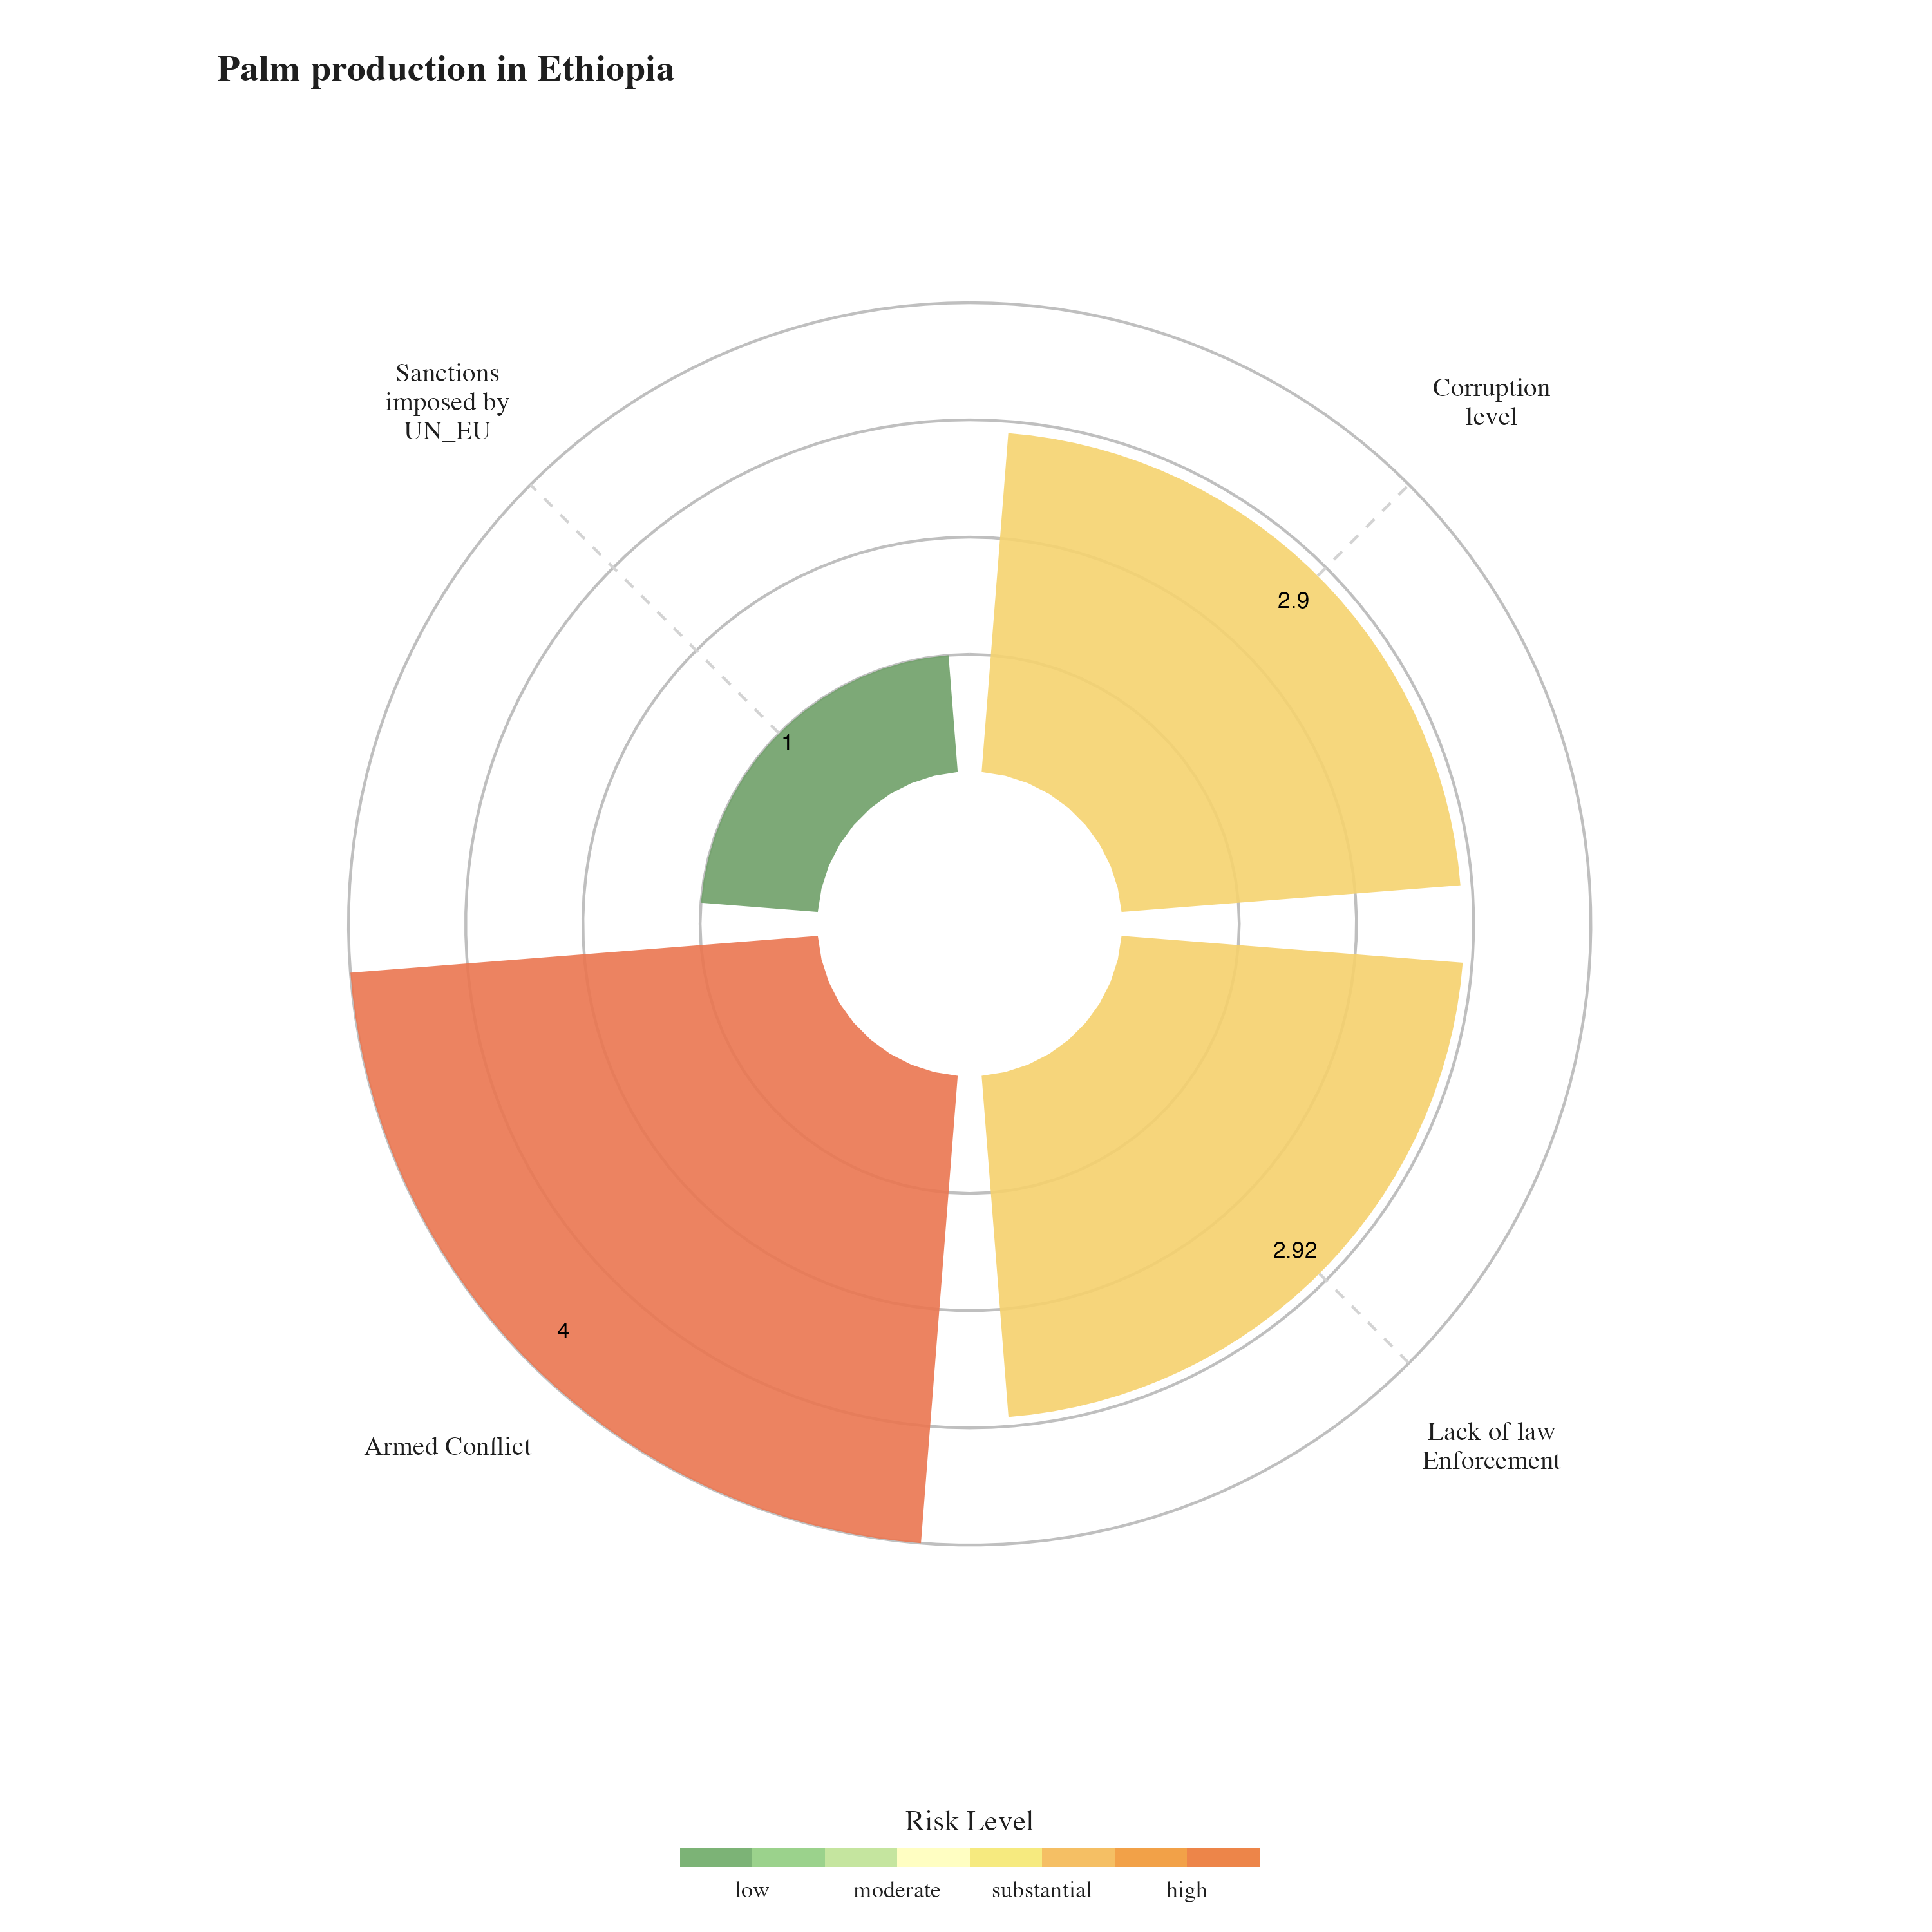 Palm production in Ethiopia
Sanctions
imposed by
UN_EU
Corruption
level
2.9
1
2.92
4
Armed Conflict
Lack of law
Enforcement
Risk Level
low moderate substantial high